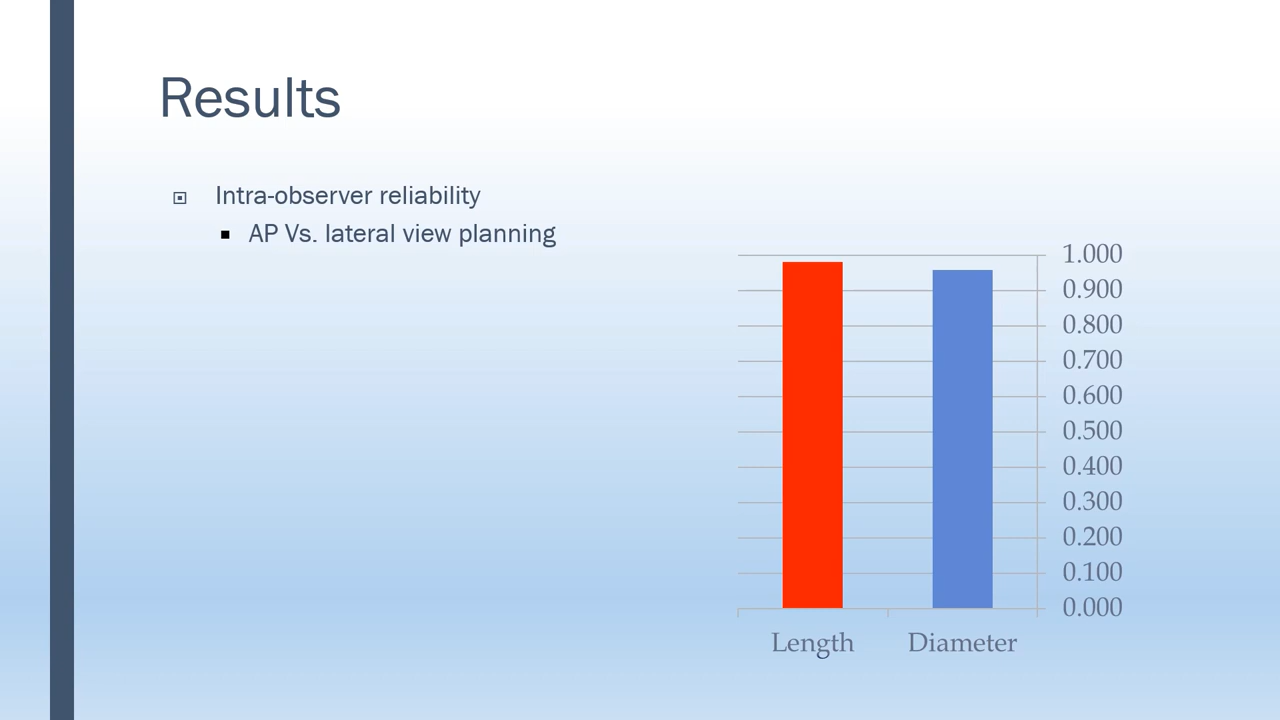 Results
Intra-observer reliability
AP Vs. lateral view planning
1.000
0.900
0.800
0.700
0.600
0.500
0.400
0.300
0.200
0.100
0.000
Length Diameter